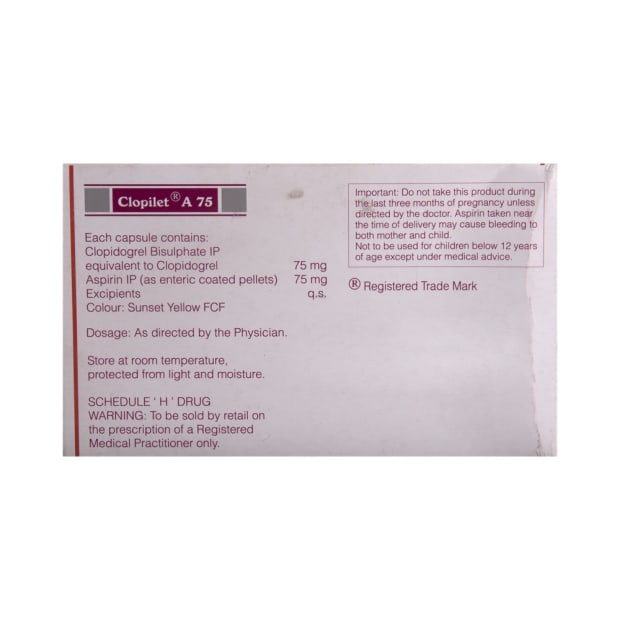 Clopilet® A 75
Each capsule contains:
Clopidogrel Bisulphate IP
equivalent to Clopidogrel 75 mg
Aspirin IP (as enteric coated pellets) 75 mg
Excipients q.s.
Colour: Sunset Yellow FCF
Dosage: As directed by the Physician.
Store at room temperature,
protected from light and moisture.
SCHEDULE ' H ' DRUG
WARNING: To be sold by retail on
the prescription of a Registered
Medical Practitioner only.
Important: Do not take this product during
the last three months of pregnancy unless
directed by the doctor. Aspirin taken near
the time of delivery may cause bleeding to
both mother and child.
Not to be used for children below 12 years
of age except under medical advice.
® Registered Trade Mark